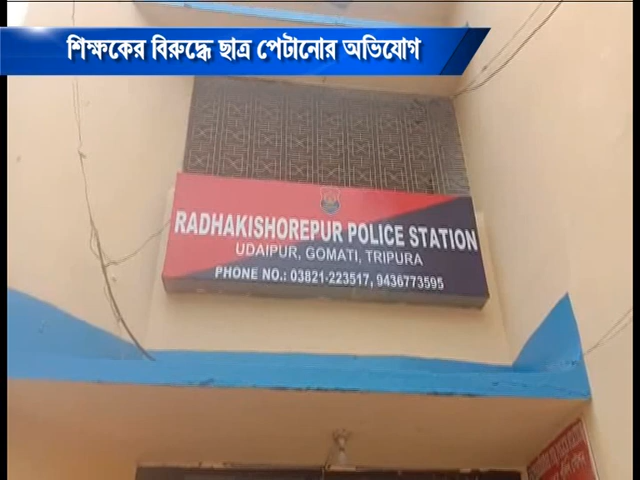 শিক্ষকের বিরুদ্ধে ছাত্র পেটানোর অভিযোগ
RADHAKISHOREPUR POLICE STATION
UDAIPUR, GOMATI, TRIPURA
PHONE NO.: 03821-223517, 9436773595